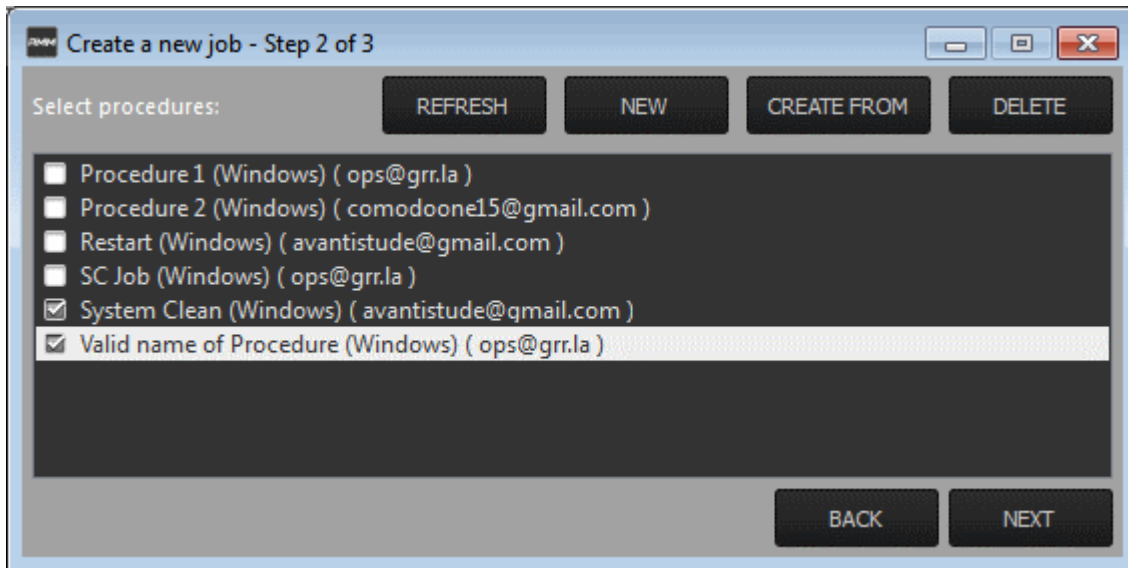 RMM Create a new job - Step 2 of 3
Select procedures: REFRESH NEW CREATE FROM DELETE
Procedure 1 (Windows) ( ops@grr.la )
Procedure 2 (Windows) ( comodoone15@gmail.com )
Restart (Windows) ( avantistude@gmail.com )
SC Job (Windows) ( ops@grr.la )
System Clean (Windows) ( avantistude@gmail.com )
Valid name of Procedure (Windows) ( ops@grr.la )
BACK NEXT